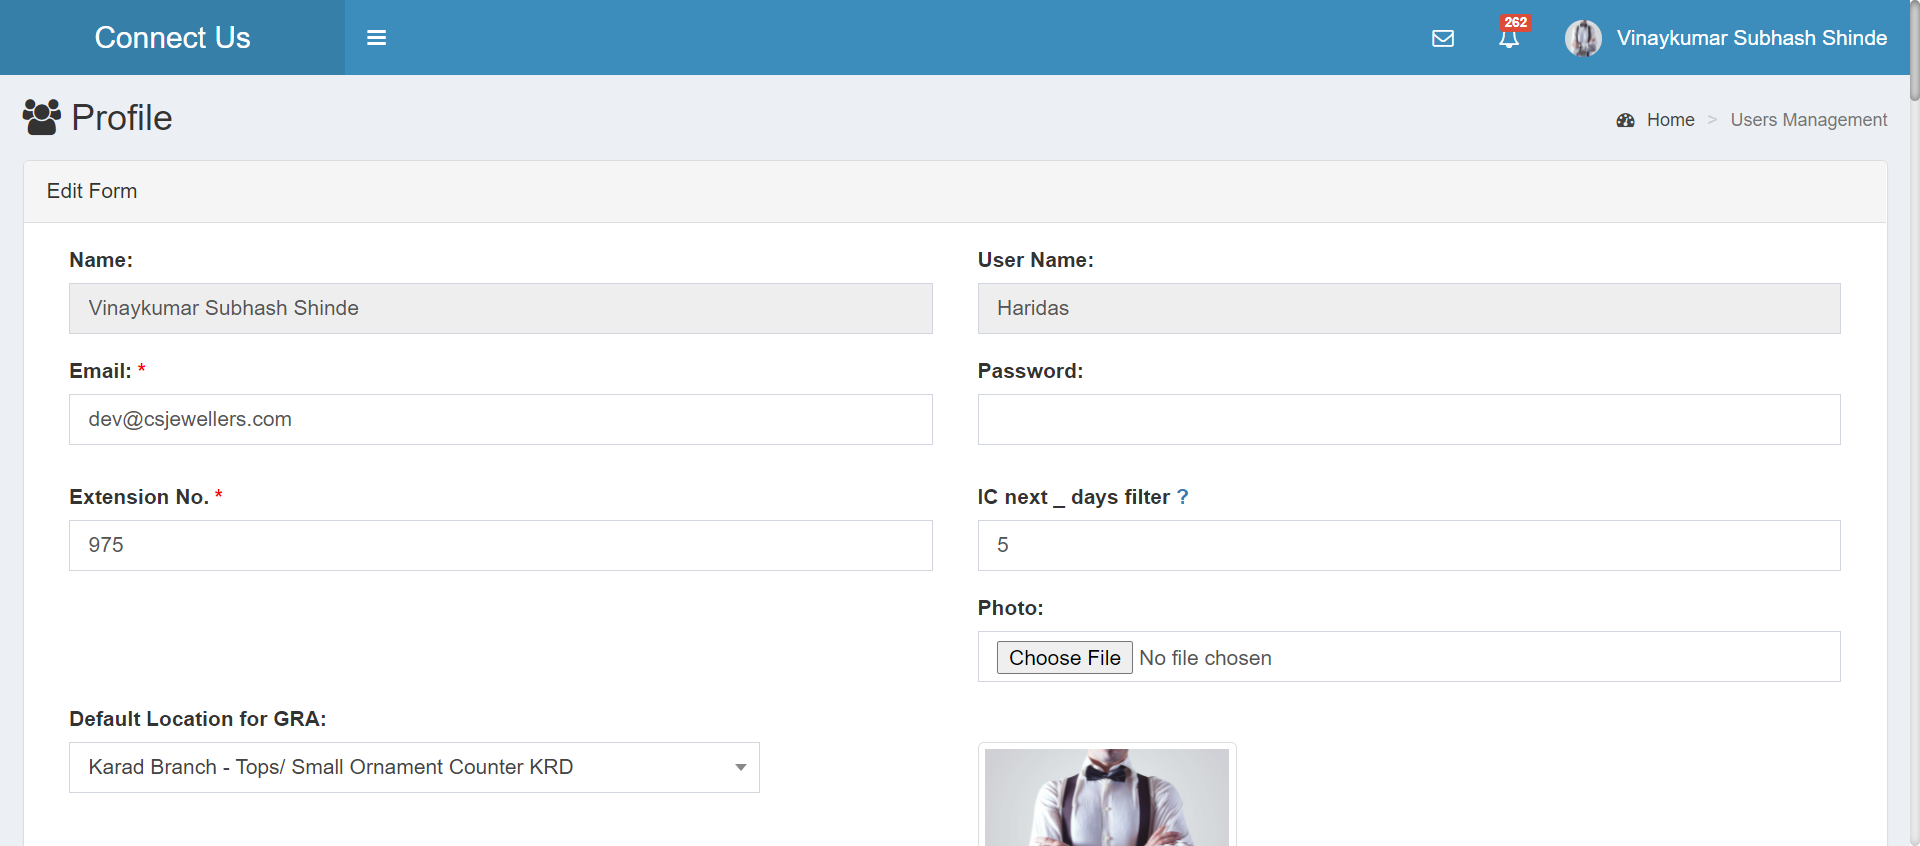 Connect Us
262
Vinaykumar Subhash Shinde
Profile
Home > Users Management
Edit Form
Name:
Vinaykumar Subhash Shinde
User Name:
Haridas
Email: *
dev@csjewellers.com
Password:
Extension No. *
975
IC next _ days filter ?
5
Photo:
Choose File No file chosen
Default Location for GRA:
Karad Branch - Tops/ Small Ornament Counter KRD